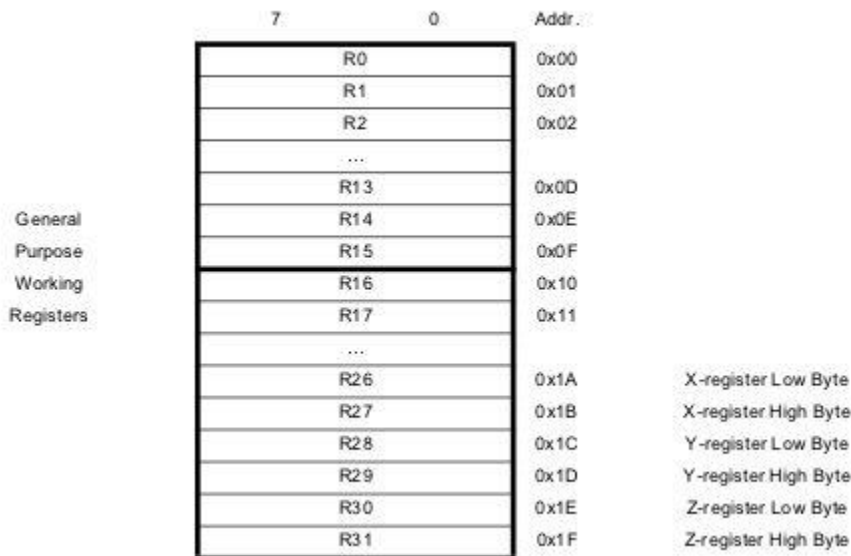 7 0 Addr.
R0 0x00
R1 0x01
R2 0x02
...
R13 0x0D
General R14 0x0E
Purpose R15 0x0F
Working R16 0x10
Registers R17 0x11
...
R26 0x1A X-register Low Byte
R27 0x1B X-register High Byte
R28 0x1C Y-register Low Byte
R29 0x1D Y-register High Byte
R30 0x1E Z-register Low Byte
R31 0x1F Z-register High Byte